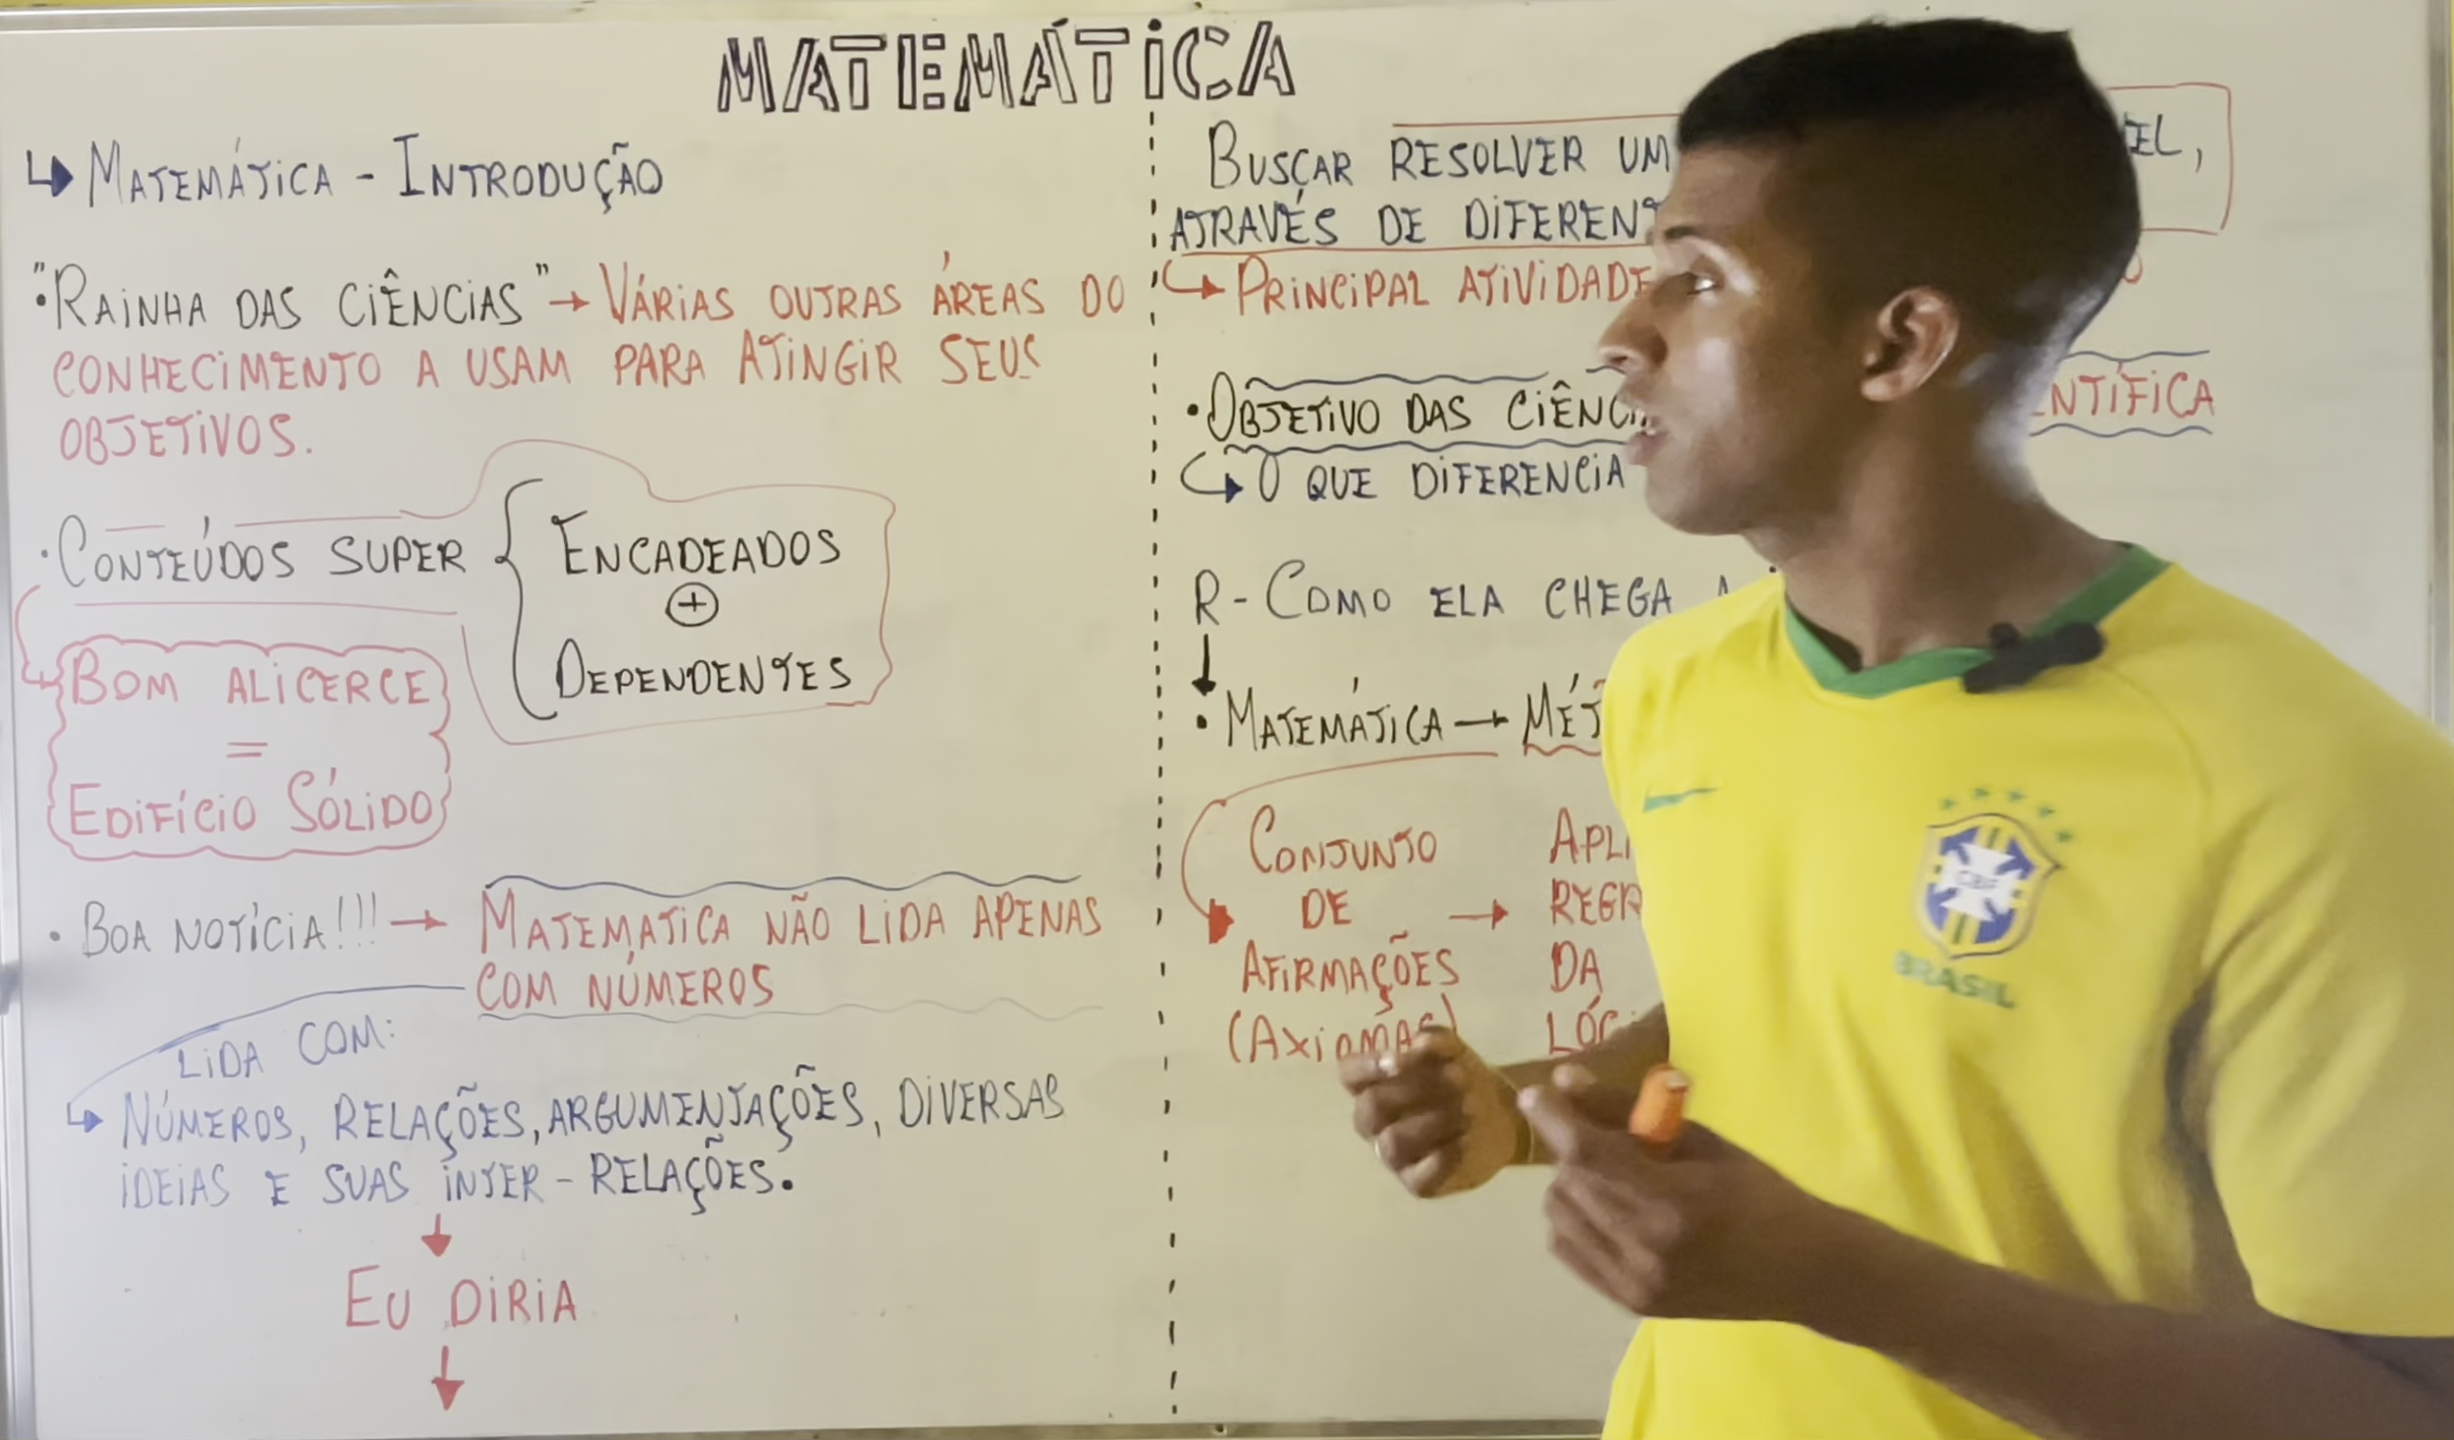 MATEMÁTICA
MATEMÁTICA - INTRODUÇÃO
"RAINHA DAS CIÊNCIAS" → VÁRIAS OUTRAS ÁREAS DO
CONHECIMENTO A USAM PARA ATINGIR SEUS
OBJETIVOS.
• CONTEÚDOS SUPER
ENCADEADOS
+
DEPENDENTES
BOM ALICERCE
=
EDIFÍCIO SÓLIDO
• BOA NOTÍCIA!!! → MATEMATICA NÃO LIDA APENAS
COM NÚMEROS
LIDA COM:
NÚMEROS, RELAÇÕES, ARGUMENTAÇÕES, DIVERSAS
IDEIAS E SUAS INTER-RELAÇÕES.
EU DIRIA
BUSCAR RESOLVER UM
ATRAVÉS DE
PRINCIPAL ATIVIDADE
• OBJETIVO DAS
O QUE DIFERENCIA
R - COMO ELA CHEGA
• MATEMÁTICA →
CONJUNTO
DE →
AFIRMAÇÕES DA
(AXIOMAS)
BRASIL